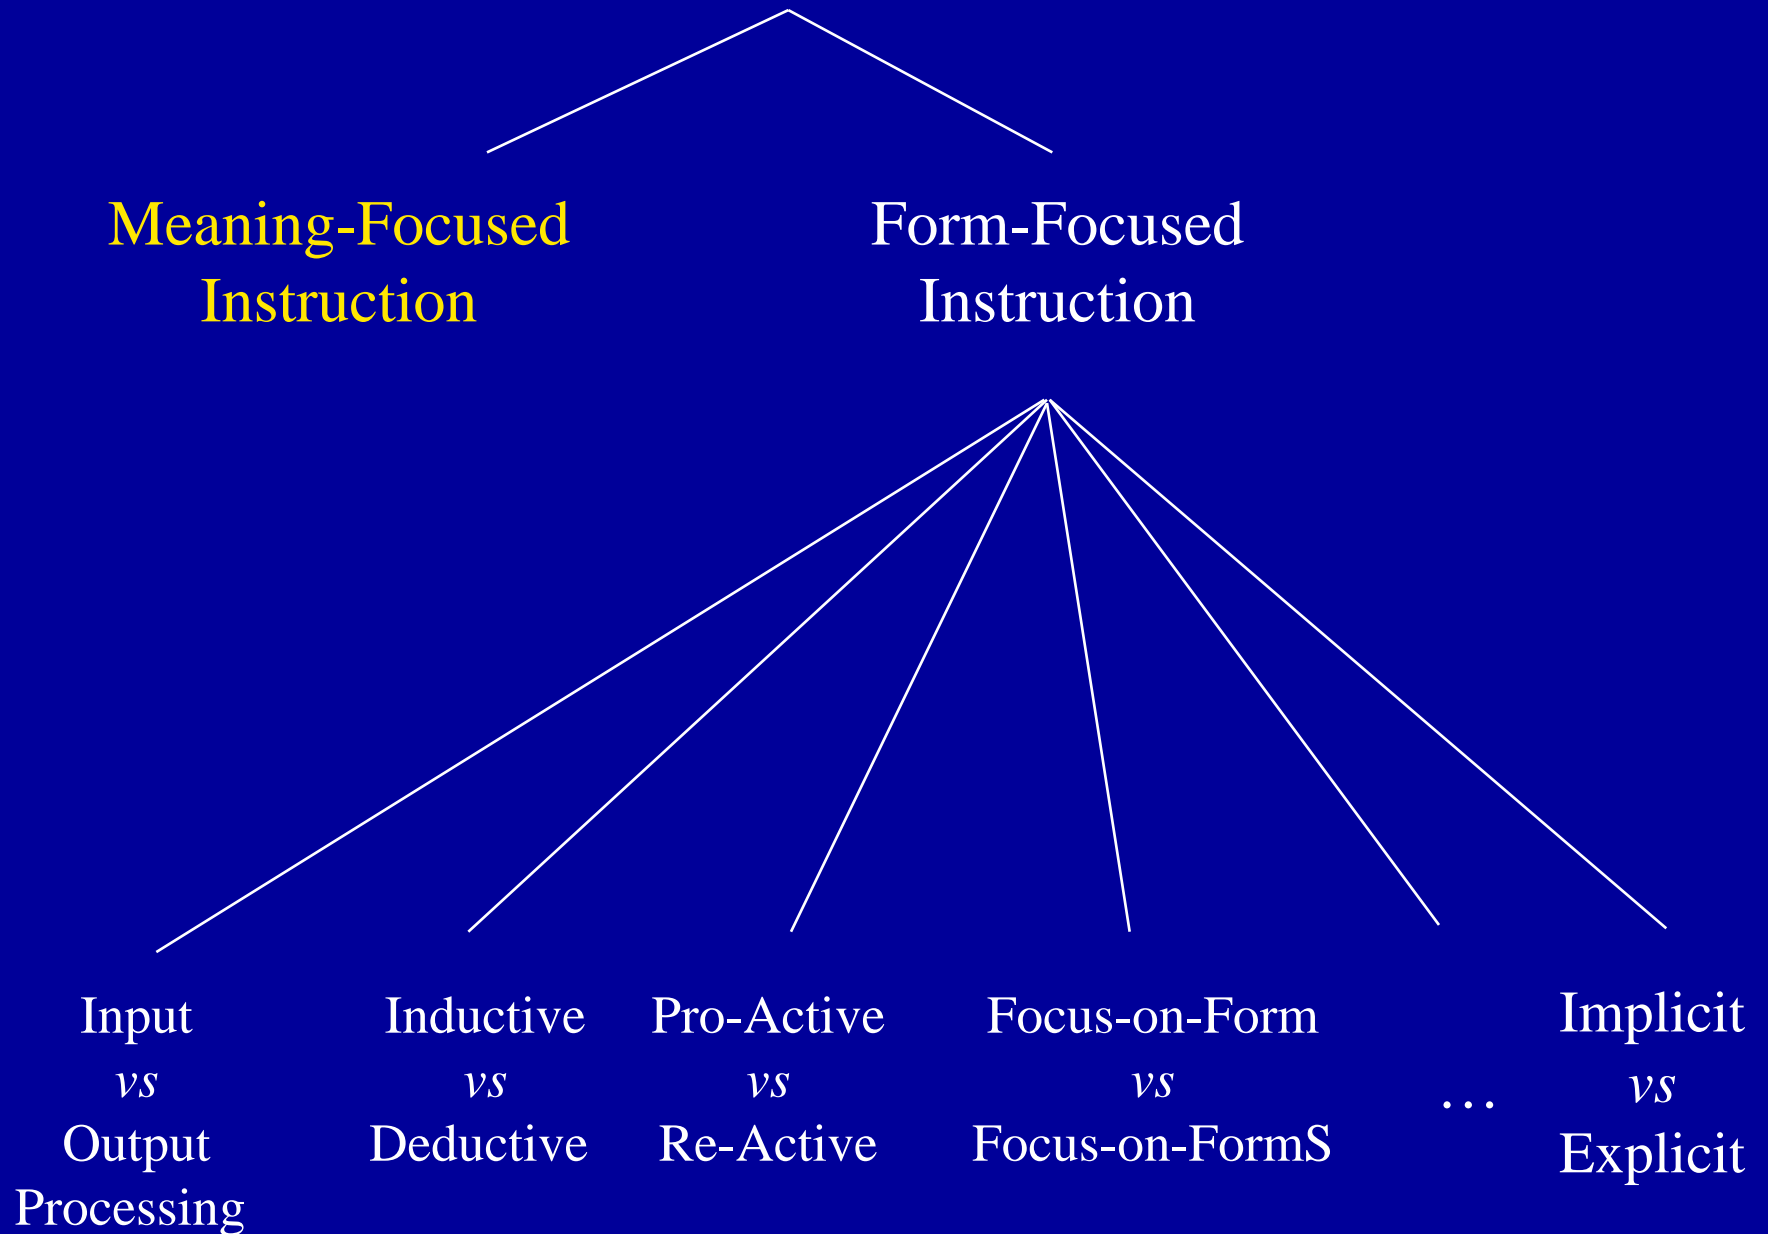 Meaning-Focused
Instruction
Form-Focused
Instruction
Input
vs
Output
Processing
Inductive
vs
Deductive
Pro-Active
vs
Re-Active
Focus-on-Form
vs
Focus-on-FormS
…
Implicit
vs
Explicit